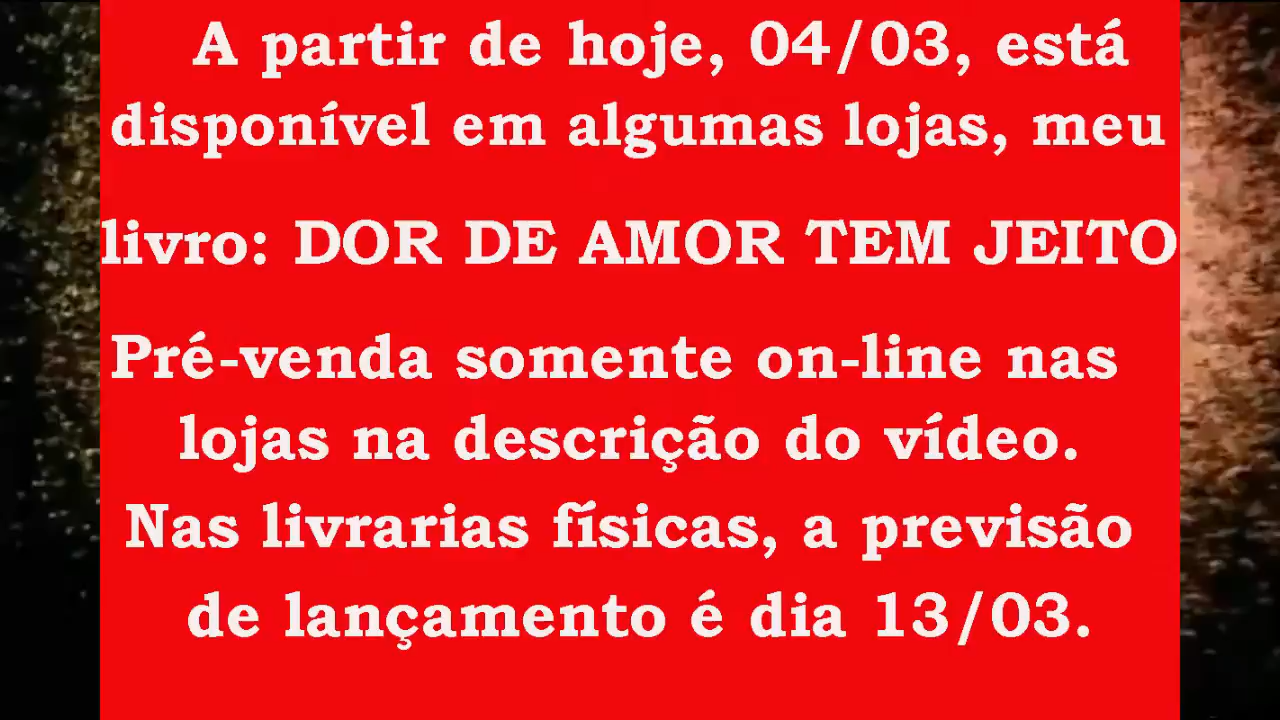 A partir de hoje, 04/03, está
disponível em algumas lojas, meu
livro: DOR DE AMOR TEM JEITO
Pré-venda somente on-line nas
lojas na descrição do vídeo.
Nas livrarias físicas, a previsão
de lançamento é dia 13/03.